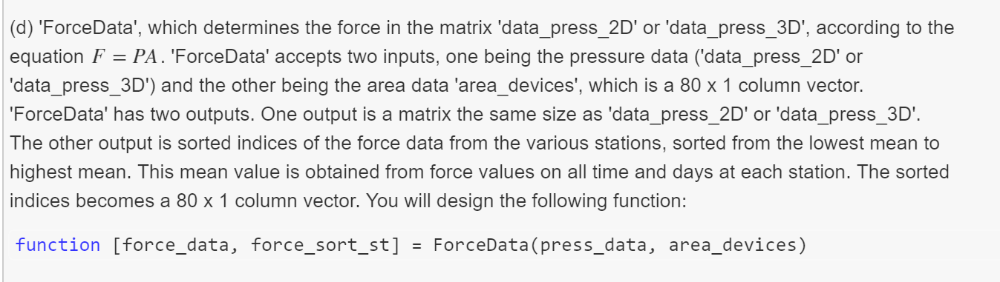 (d) 'ForceData', which determines the force in the matrix 'data_press_2D' or 'data_press_3D', according to the
equation F = PA. 'ForceData' accepts two inputs, one being the pressure data ('data_press_2D' or
'data_press_3D') and the other being the area data 'area_devices', which is a 80 x 1 column vector.
'ForceData' has two outputs. One output is a matrix the same size as 'data_press_2D' or 'data_press_3D'.
The other output is sorted indices of the force data from the various stations, sorted from the lowest mean to
highest mean. This mean value is obtained from force values on all time and days at each station. The sorted
indices becomes a 80 x 1 column vector. You will design the following function:
function [force_data, force_sort_st] = ForceData(press_data, area_devices)